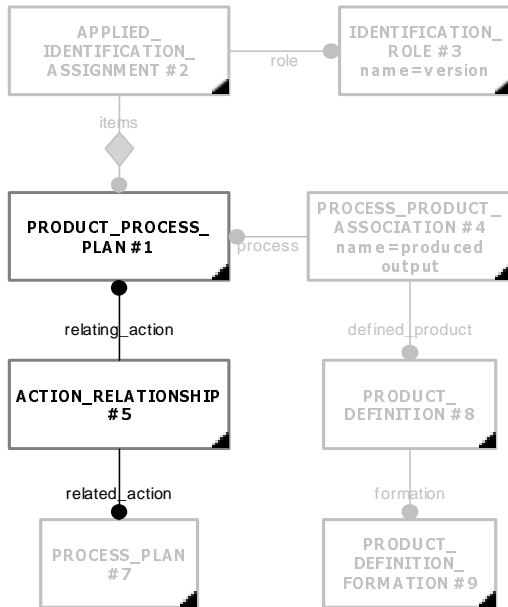 APPLIED_
IDENTIFICATION_
ASSIGNMENT #2
role
IDENTIFICATION_
ROLE #3
name=version
items
PRODUCT_PROCESS_
PLAN #1
process
PROCESS_PRODUCT_
ASSOCIATION #4
name=produced
output
relating_action
defined_product
ACTION_RELATIONSHIP
#5
PRODUCT_
DEFINITION #8
related_action
formation
PROCESS_PLAN
#7
PRODUCT_
DEFINITION_
FORMATION #9